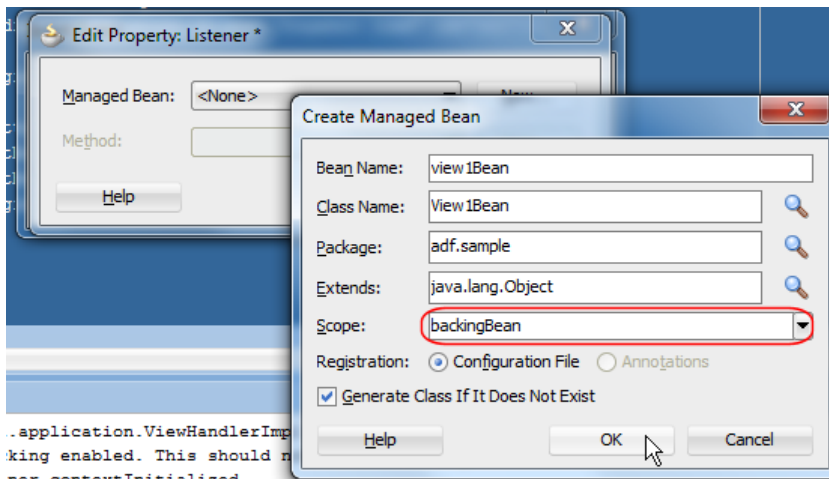 Edit Property: Listener *
Managed Bean: <None>
Method:
Help
Create Managed Bean
Bean Name: view1Bean
Class Name: View1Bean
Package: adf.sample
Extends: java.lang.Object
Scope: backingBean
Registration: Configuration File Annotations
Generate Class If It Does Not Exist
Help OK Cancel
.application.ViewHandlerImp
king enabled. This should n
ner contextInitialized